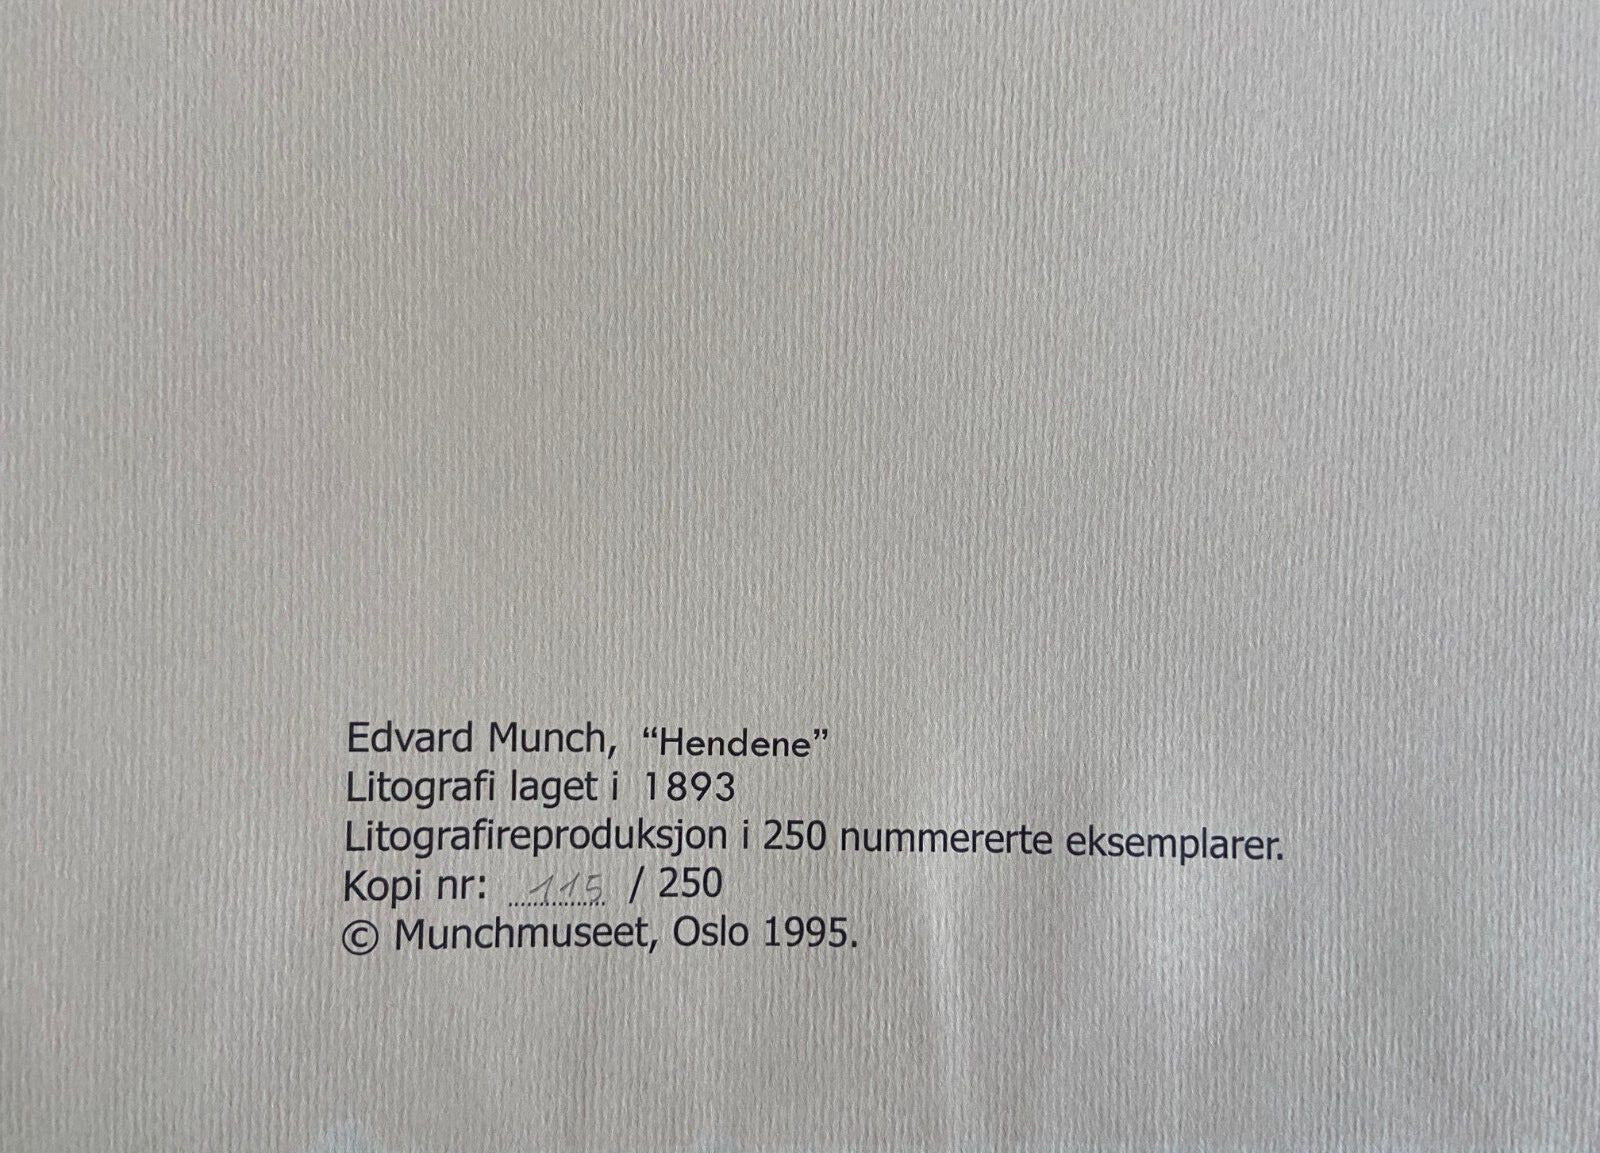 Edvard Munch, “Hendene”
Litografi laget i 1893
Litografireproduksjon i 250 nummererte eksemplarer.
Kopi nr: 115 / 250
© Munchmuseet, Oslo 1995.